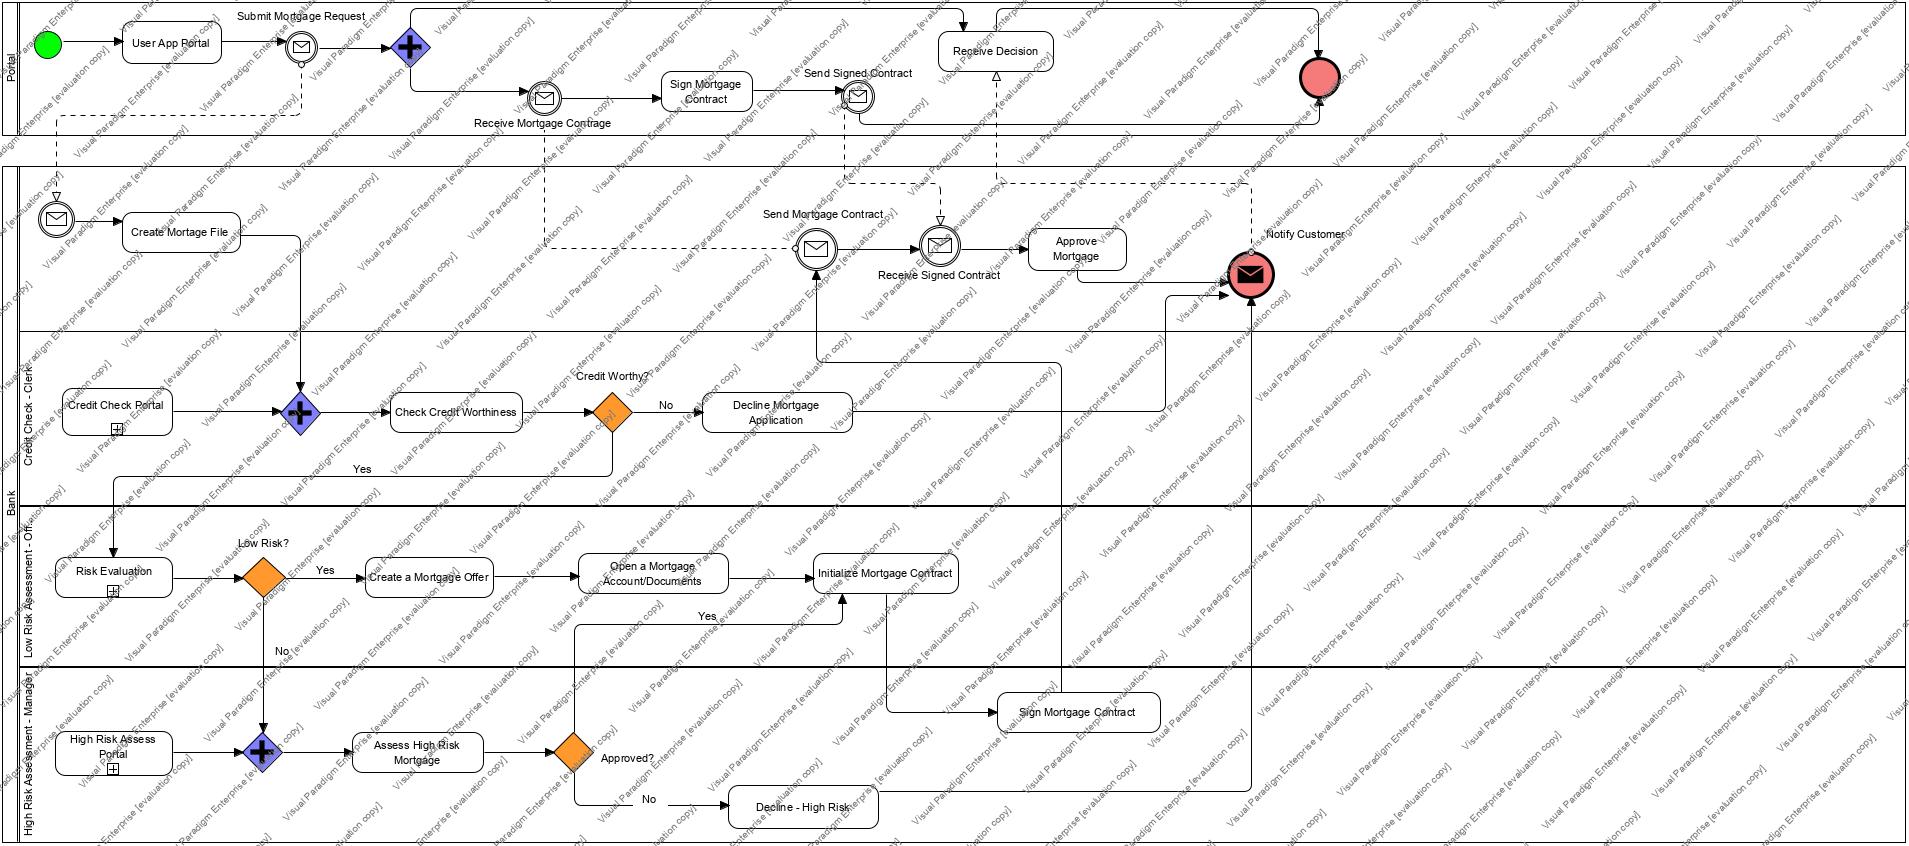 Portal
Submit Mortgage Request
User App Portal
Receive Mortgage Contrage
Sign Mortgage
Contract
Send Signed Contract
Receive Decision
Bank
Create Mortage File
Send Mortgage Contract
Receive Signed Contract
Approve
Mortgage
Notify Customer
Credit Check - Clerk
Credit Check Portal
Check Credit Worthiness
Credit Worthy?
No
Decline Mortgage
Application
Yes
Low Risk Assessment - Off.
Risk Evaluation
Low Risk?
Yes
Create a Mortgage Offer
Open a Mortgage
Account/Documents
Initialize Mortgage Contract
Yes
No
High Risk Assessment - Manager
High Risk Assess
Portal
Assess High Risk
Mortgage
Approved?
No
Decline - High Risk
Sign Mortgage Contract
Visual Paradigm Enterprise [evaluation copy]